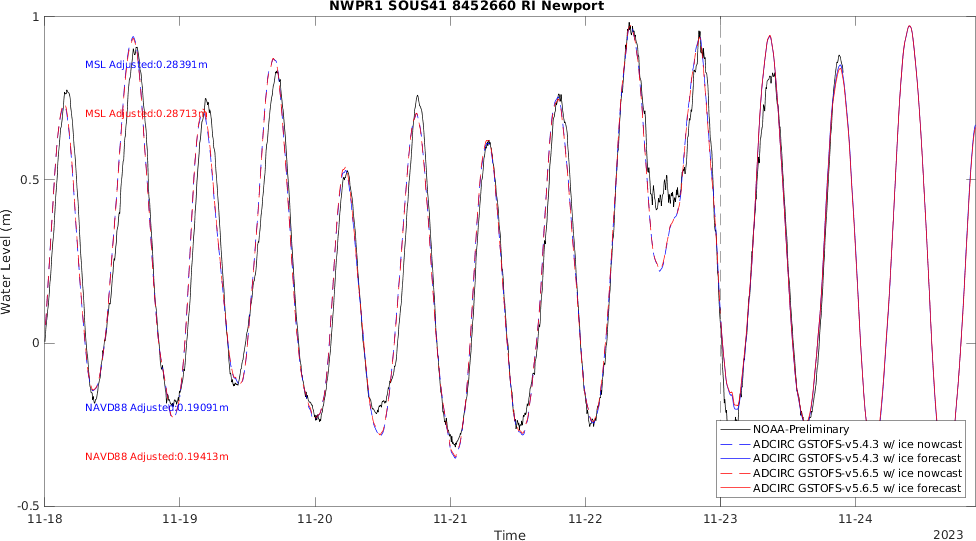 NWPR1 SOUS41 8452660 RI Newport
1
MSL Adjusted:0.28391m
MSL Adjusted:0.28713m
0.5
Water Level (m)
0
NAVD88 Adjusted:0.19091m
NAVD88 Adjusted:0.19413m
NOAA-Preliminary
ADCIRC GSTOFS-v5.4.3 w/ ice nowcast
ADCIRC GSTOFS-v5.4.3 w/ ice forecast
ADCIRC GSTOFS-v5.6.5 w/ ice nowcast
ADCIRC GSTOFS-v5.6.5 w/ ice forecast
-0.5
11-18 11-19 11-20 11-21 11-22 11-23 11-24
Time
2023